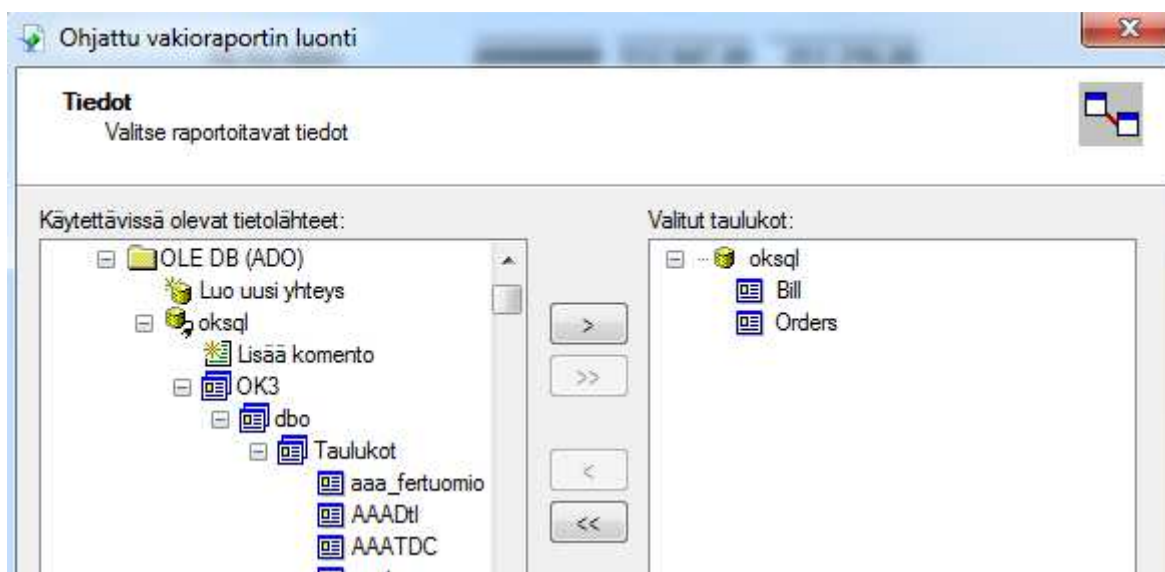 Ohjattu vakioraportin luonti
Tiedot
Valitse raportoitavat tiedot
Käytettävissä olevat tietolähteet:
OLE DB (ADO)
Luo uusi yhteys
oksql
Lisää komento
OK3
dbo
Taulukot
aaa_fertuomio
AAADtl
AAATDC
>
>>
<
<<
Valitut taulukot:
oksql
Bill
Orders